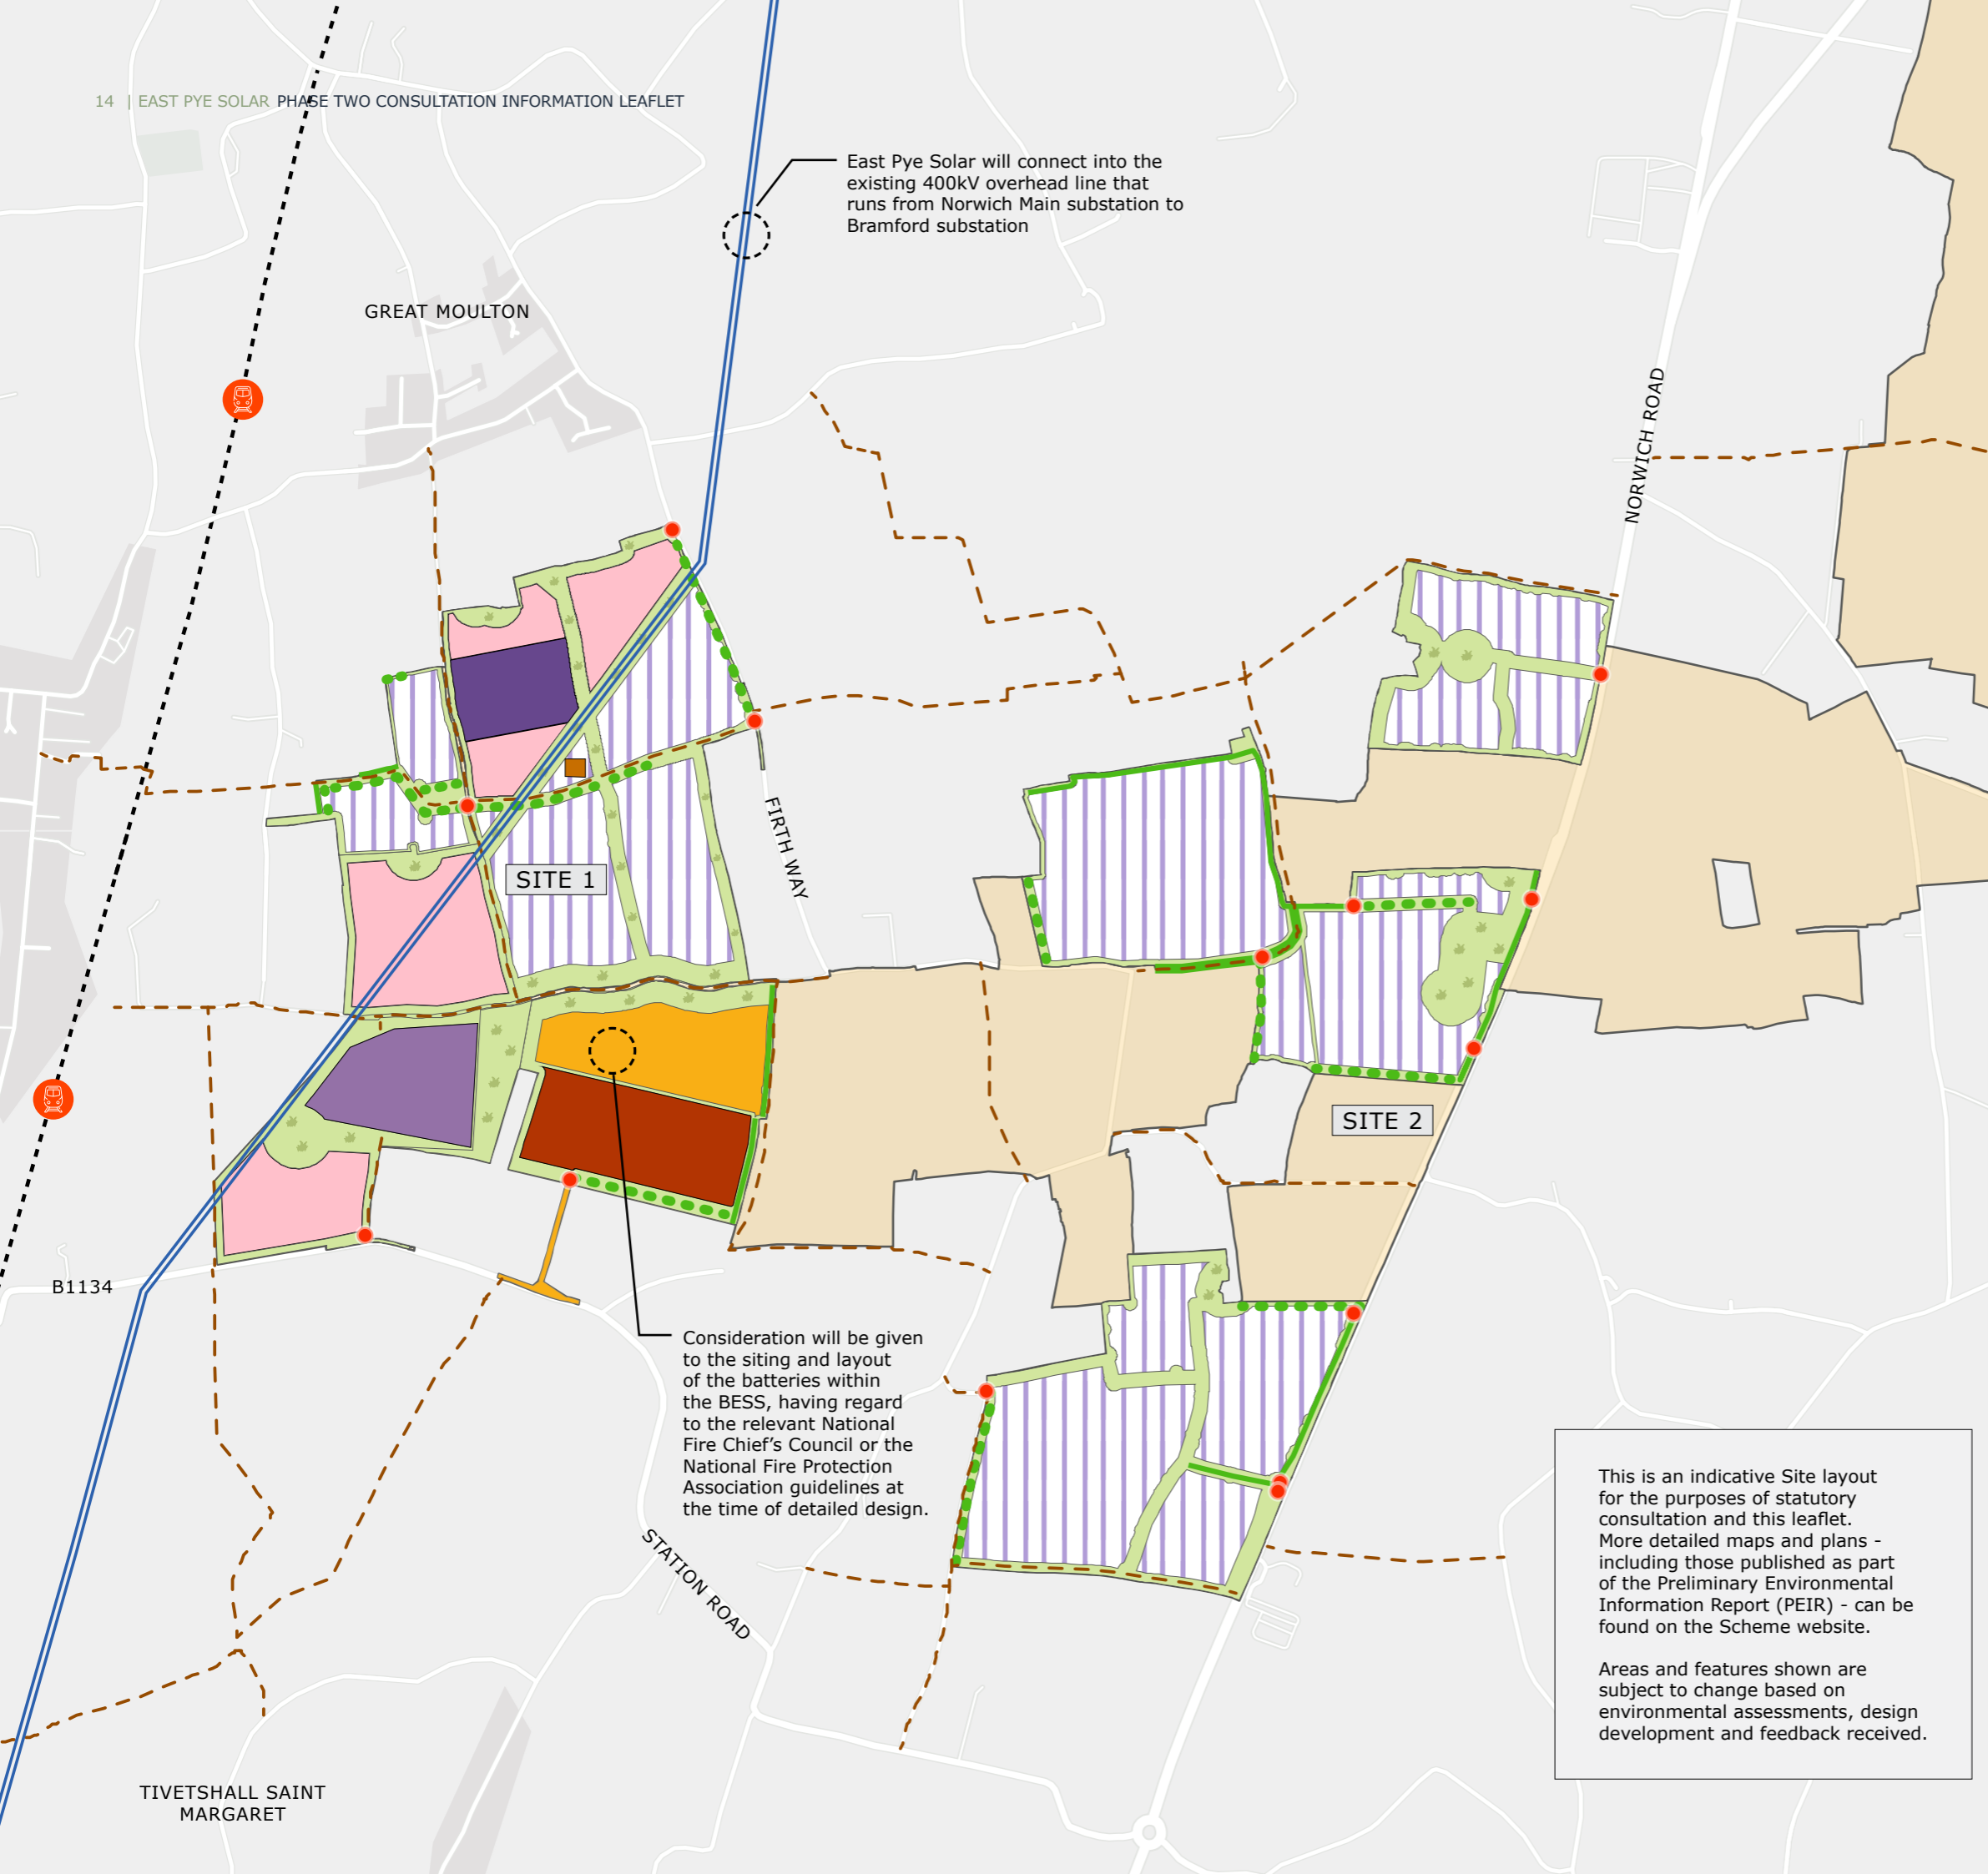 14 | EAST PYE SOLAR PHASE TWO CONSULTATION INFORMATION LEAFLET
East Pye Solar will connect into the
existing 400kV overhead line that
runs from Norwich Main substation to
Bramford substation
GREAT MOULTON
NORWICH ROAD
FIRTH WAY
SITE 1
SITE 2
B1134
Consideration will be given
to the siting and layout
of the batteries within
the BESS, having regard
to the relevant National
Fire Chief’s Council or the
National Fire Protection
Association guidelines at
the time of detailed design.
STATION ROAD
This is an indicative Site layout
for the purposes of statutory
consultation and this leaflet.
More detailed maps and plans -
including those published as part
of the Preliminary Environmental
Information Report (PEIR) - can be
found on the Scheme website.
Areas and features shown are
subject to change based on
environmental assessments, design
development and feedback received.
TIVETSHALL SAINT
MARGARET